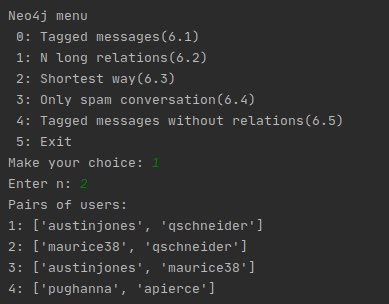 Neo4j menu
0: Tagged messages(6.1)
1: N long relations(6.2)
2: Shortest way(6.3)
3: Only spam conversation(6.4)
4: Tagged messages without relations(6.5)
5: Exit
Make your choice: 1
Enter n: 2
Pairs of users:
1: ['austinjones', 'qschneider']
2: ['maurice38', 'qschneider']
3: ['austinjones', 'maurice38']
4: ['pughanna', 'apierce']